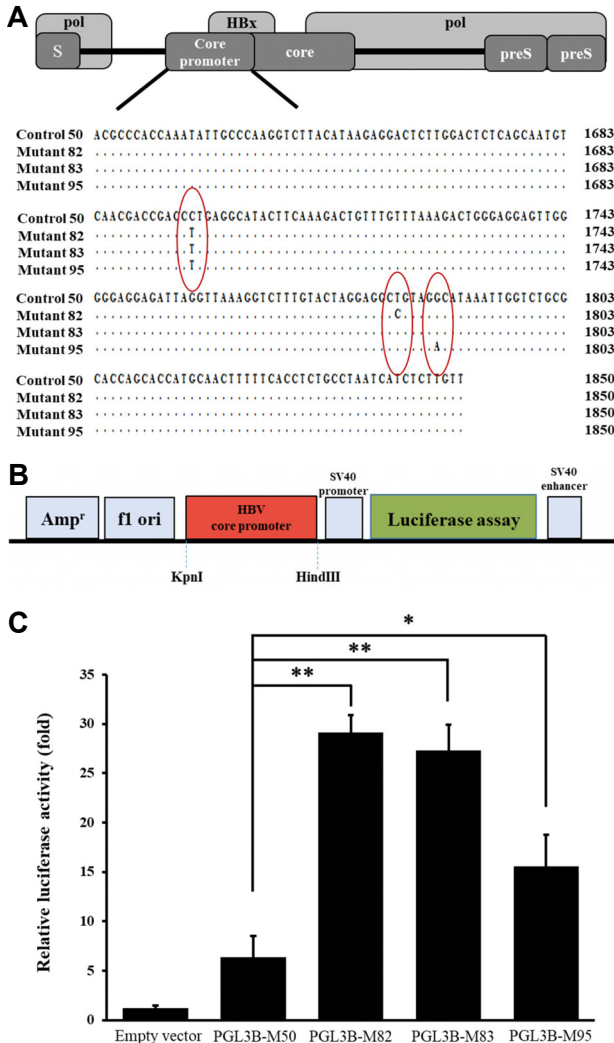 A
pol
HBx
pol
S
Core promoter
core
preS
preS
Control 50 ACGCCCACCAAATATTGCCCAAGGTCTTACATAAGAGGACTCTTGGACTCTCAGCAATGT 1683
Mutant 82 ............................................................ 1683
Mutant 83 ............................................................ 1683
Mutant 95 ............................................................ 1683
Control 50 CAACGACCGACCCTGAGGCATACTTCAAAGACTGTTTGTTTAAAGACTGGGAGGAGTTGG 1743
Mutant 82 ............T............................................... 1743
Mutant 83 ............T............................................... 1743
Mutant 95 ............T............................................... 1743
Control 50 GGGAGGAGATTAGGTTAAAGGTCTTTGTACTAGGAGGCTGTAGGCATAAATTGGTCTGCG 1803
Mutant 82 ......................................C..................... 1803
Mutant 83 ............................................................ 1803
Mutant 95 ...........................................A................ 1803
Control 50 CACCAGCACCATGCAACTTTTTCACCTCTGCCTAATCATCTCTTGTT 1850
Mutant 82 ............................................... 1850
Mutant 83 ............................................... 1850
Mutant 95 ............................................... 1850
B
Ampr
f1 ori
HBV
core promoter
SV40
promoter
Luciferase assay
SV40
enhancer
KpnI
HindIII
C
*
**
**
Relative luciferase activity (fold)
35
30
25
20
15
10
5
0
Empty vector PGL3B-M50 PGL3B-M82 PGL3B-M83 PGL3B-M95